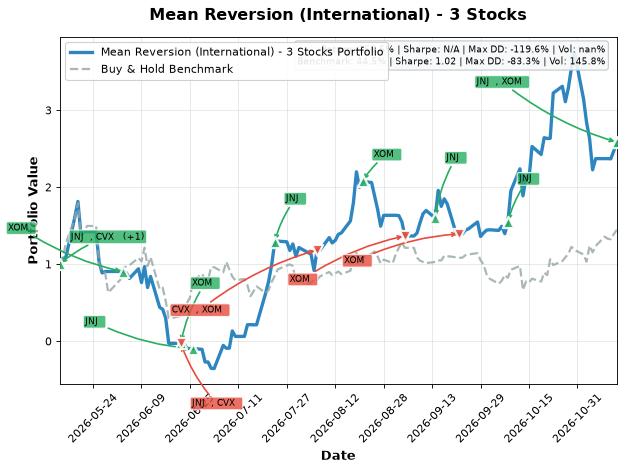 Mean Reversion (International) - 3 Stocks
Mean Reversion (International) - 3 Stocks Portfolio
Buy & Hold Benchmark
% | Sharpe: N/A | Max DD: -119.6% | Vol: nan%
Benchmark: 44.5% | Sharpe: 1.02 | Max DD: -83.3% | Vol: 145.8%
JNJ , XOM
XOM
JNJ
JNJ
JNJ
XOM
JNJ , CVX (+1)
XOM
XOM
XOM
CVX , XOM
JNJ
JNJ, CVX
Portfolio Value
3
2
1
0
2026-05-24
2026-06-09
2026-07-11
2026-07-27
2026-08-12
2026-08-28
2026-09-13
2026-09-29
2026-10-15
2026-10-31
Date